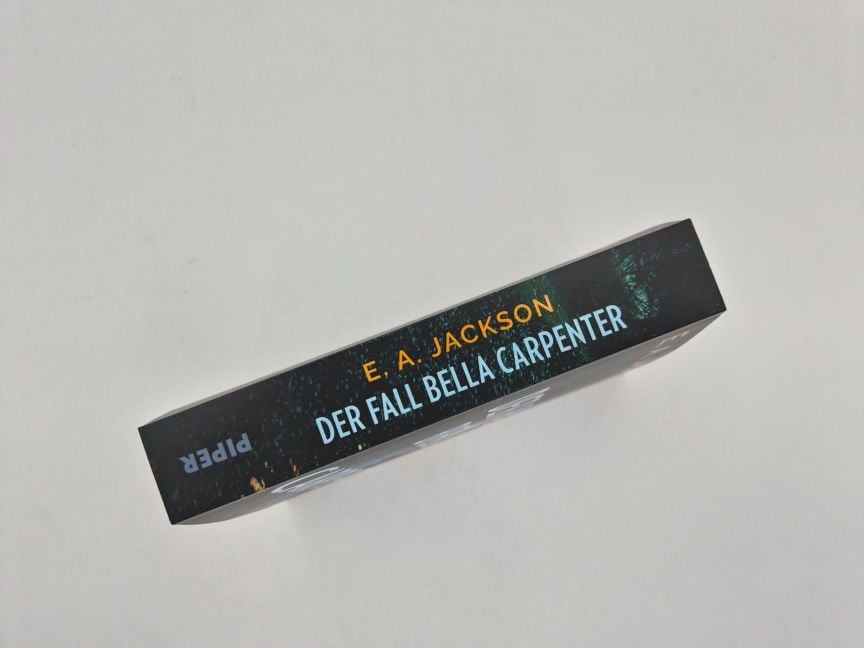 E. A. JACKSON
DER FALL BELLA CARPENTER
PIPER